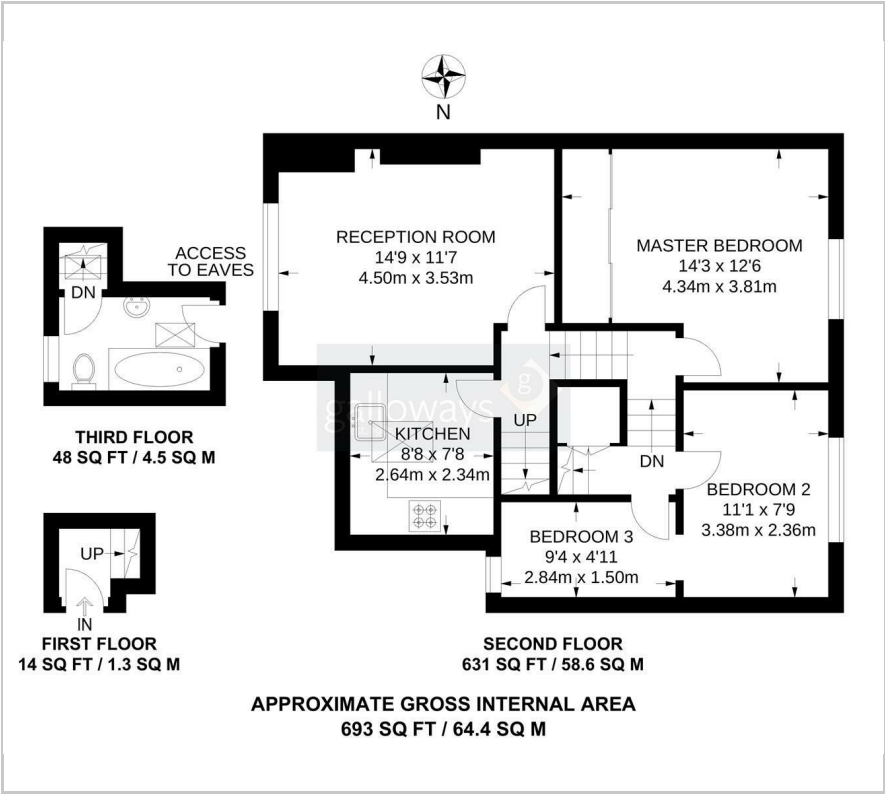 N
RECEPTION ROOM
14'9 x 11'7
4.50m x 3.53m
MASTER BEDROOM
14'3 x 12'6
4.34m x 3.81m
ACCESS
TO EAVES
DN
THIRD FLOOR
48 SQ FT / 4.5 SQ M
galloways
g
KITCHEN
8'8 x 7'8
2.64m x 2.34m
UP
DN
BEDROOM 2
11'1 x 7'9
3.38m x 2.36m
BEDROOM 3
9'4 x 4'11
2.84m x 1.50m
UP
IN
FIRST FLOOR
14 SQ FT / 1.3 SQ M
SECOND FLOOR
631 SQ FT / 58.6 SQ M
APPROXIMATE GROSS INTERNAL AREA
693 SQ FT / 64.4 SQ M